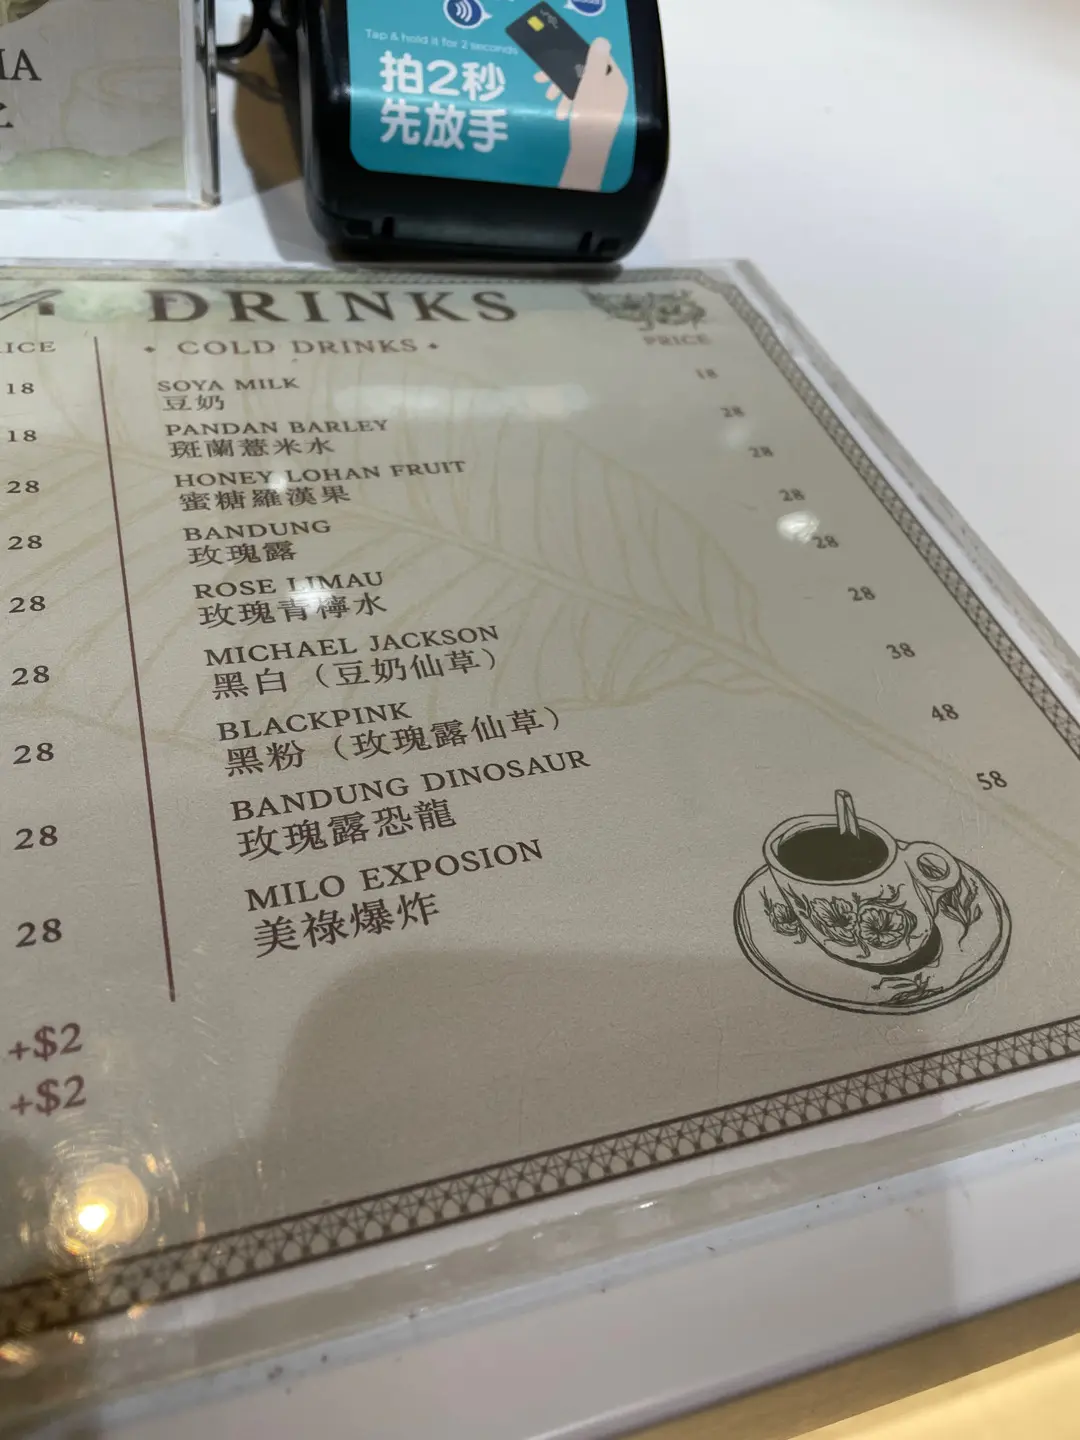 Tap & hold it for 2 seconds
拍2秒
先放手
IA
DRINKS
ICE
COLD DRINKS
PRICE
18
SOYA MILK
18
豆奶
18
PANDAN BARLEY
28
斑蘭薏米水
28
HONEY LOHAN FRUIT
28
蜜糖羅漢果
28
BANDUNG
28
玫瑰露
28
ROSE LIMAU
28
玫瑰青檸水
28
MICHAEL JACKSON
28
黑白（豆奶仙草）
28
BLACKPINK
38
黑粉（玫瑰露仙草）
28
BANDUNG DINOSAUR
48
玫瑰露恐龍
28
MILO EXPOSION
58
美祿爆炸
+$2
+$2